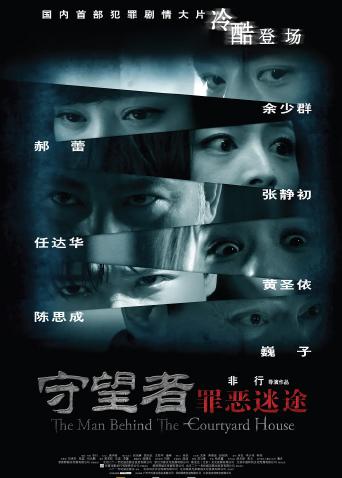 国内首部犯罪剧情大片 冷酷登场
余少群
郝蕾
张静初
任达华
黄圣依
陈思成
巍子
守望者
非行 导演作品
罪恶迷途
The Man Behind The Courtyard House